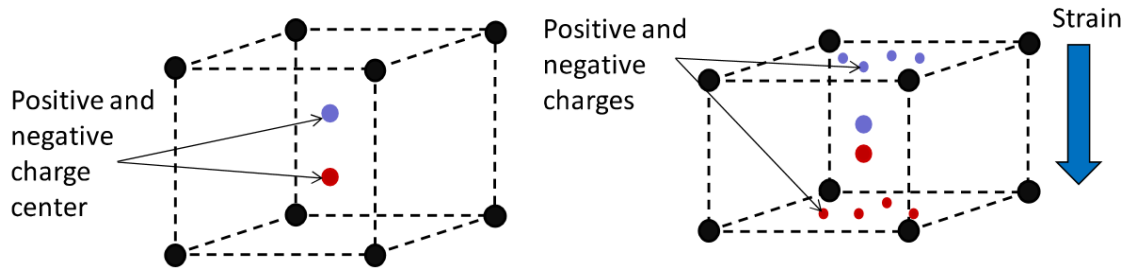 Positive and
negative
charge
center
Positive and
negative
charges
Strain